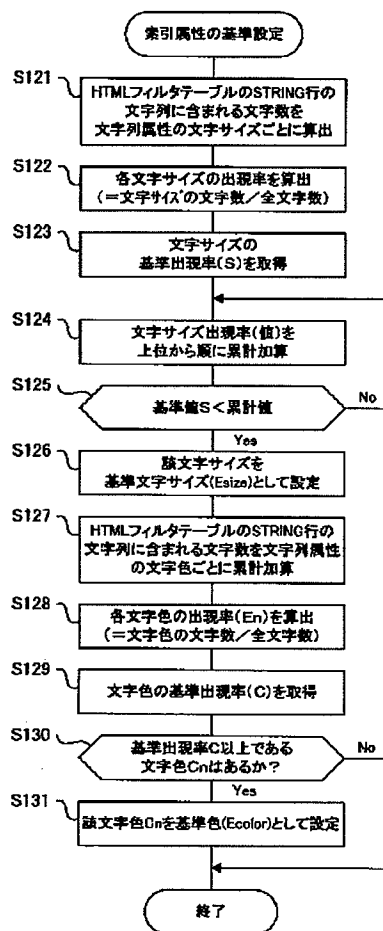 索引属性の基準設定
S121
HTMLフィルタテーブルのSTRING行の
文字列に含まれる文字数を
文字列属性の文字サイズごとに算出
S122
各文字サイズの出現率を算出
(=文字サイズの文字数/全文字数)
S123
文字サイズの
基準出現率(S)を取得
S124
文字サイズ出現率(値)を
上位から順に累計加算
S125
基準値S<累計値
No
Yes
S126
該文字サイズを
基準文字サイズ(Esize)として設定
S127
HTMLフィルタテーブルのSTRING行の
文字列に含まれる文字数を文字列属性
の文字色ごとに累計加算
S128
各文字色の出現率(En)を算出
(=文字色の文字数/全文字数)
S129
文字色の基準出現率(C)を取得
S130
基準出現率C以上である
文字色Cnはあるか?
No
Yes
S131
該文字色Cnを基準色(Ecolor)として設定
終了